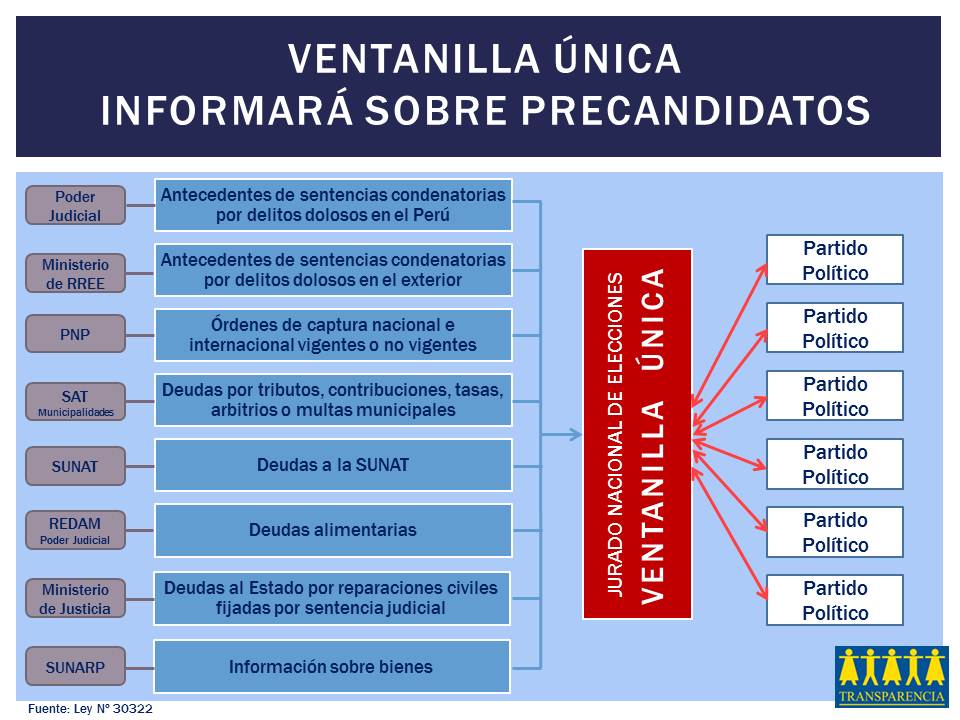 VENTANILLA ÚNICA
INFORMARÁ SOBRE PRECANDIDATOS
Poder
Judicial
Antecedentes de sentencias condenatorias
por delitos dolosos en el Perú
Ministerio
de RREE
Antecedentes de sentencias condenatorias
por delitos dolosos en el exterior
PNP
Órdenes de captura nacional e
internacional vigentes o no vigentes
SAT
Municipalidades
Deudas por tributos, contribuciones, tasas,
arbitrios o multas municipales
SUNAT
Deudas a la SUNAT
REDAM
Poder Judicial
Deudas alimentarias
Ministerio
de Justicia
Deudas al Estado por reparaciones civiles
fijadas por sentencia judicial
SUNARP
Información sobre bienes
JURADO NACIONAL DE ELECCIONES
VENTANILLA ÚNICA
Partido
Político
Partido
Político
Partido
Político
Partido
Político
Partido
Político
Partido
Político
TRANSPARENCIA
Fuente: Ley Nº 30322